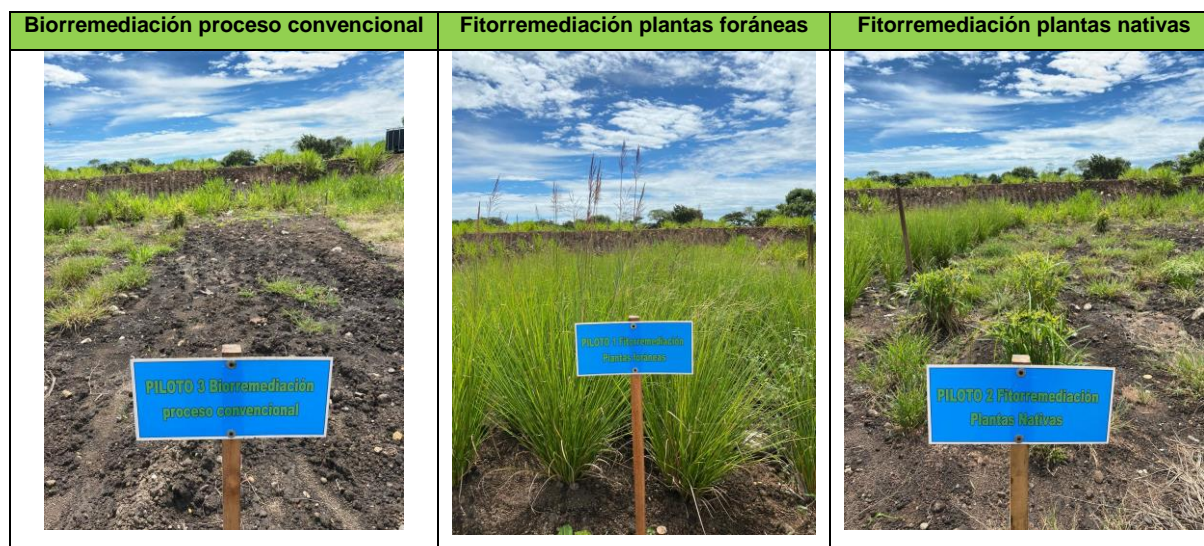 Biorremediación proceso convencional
Fitorremediación plantas foráneas
Fitorremediación plantas nativas
PILOTO 3 Biorremediación
proceso convencional
PILOTO 1 Fitorremediación
Plantas foráneas
PILOTO 2 Fitorremediación
Plantas Nativas